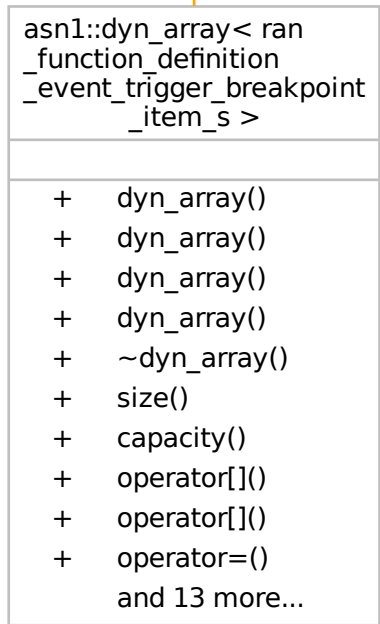 asn1::dyn_array< ran
_function_definition
_event_trigger_breakpoint
_item_s >
+ dyn_array()
+ dyn_array()
+ dyn_array()
+ dyn_array()
+ ~dyn_array()
+ size()
+ capacity()
+ operator[]()
+ operator[]()
+ operator=()
and 13 more...